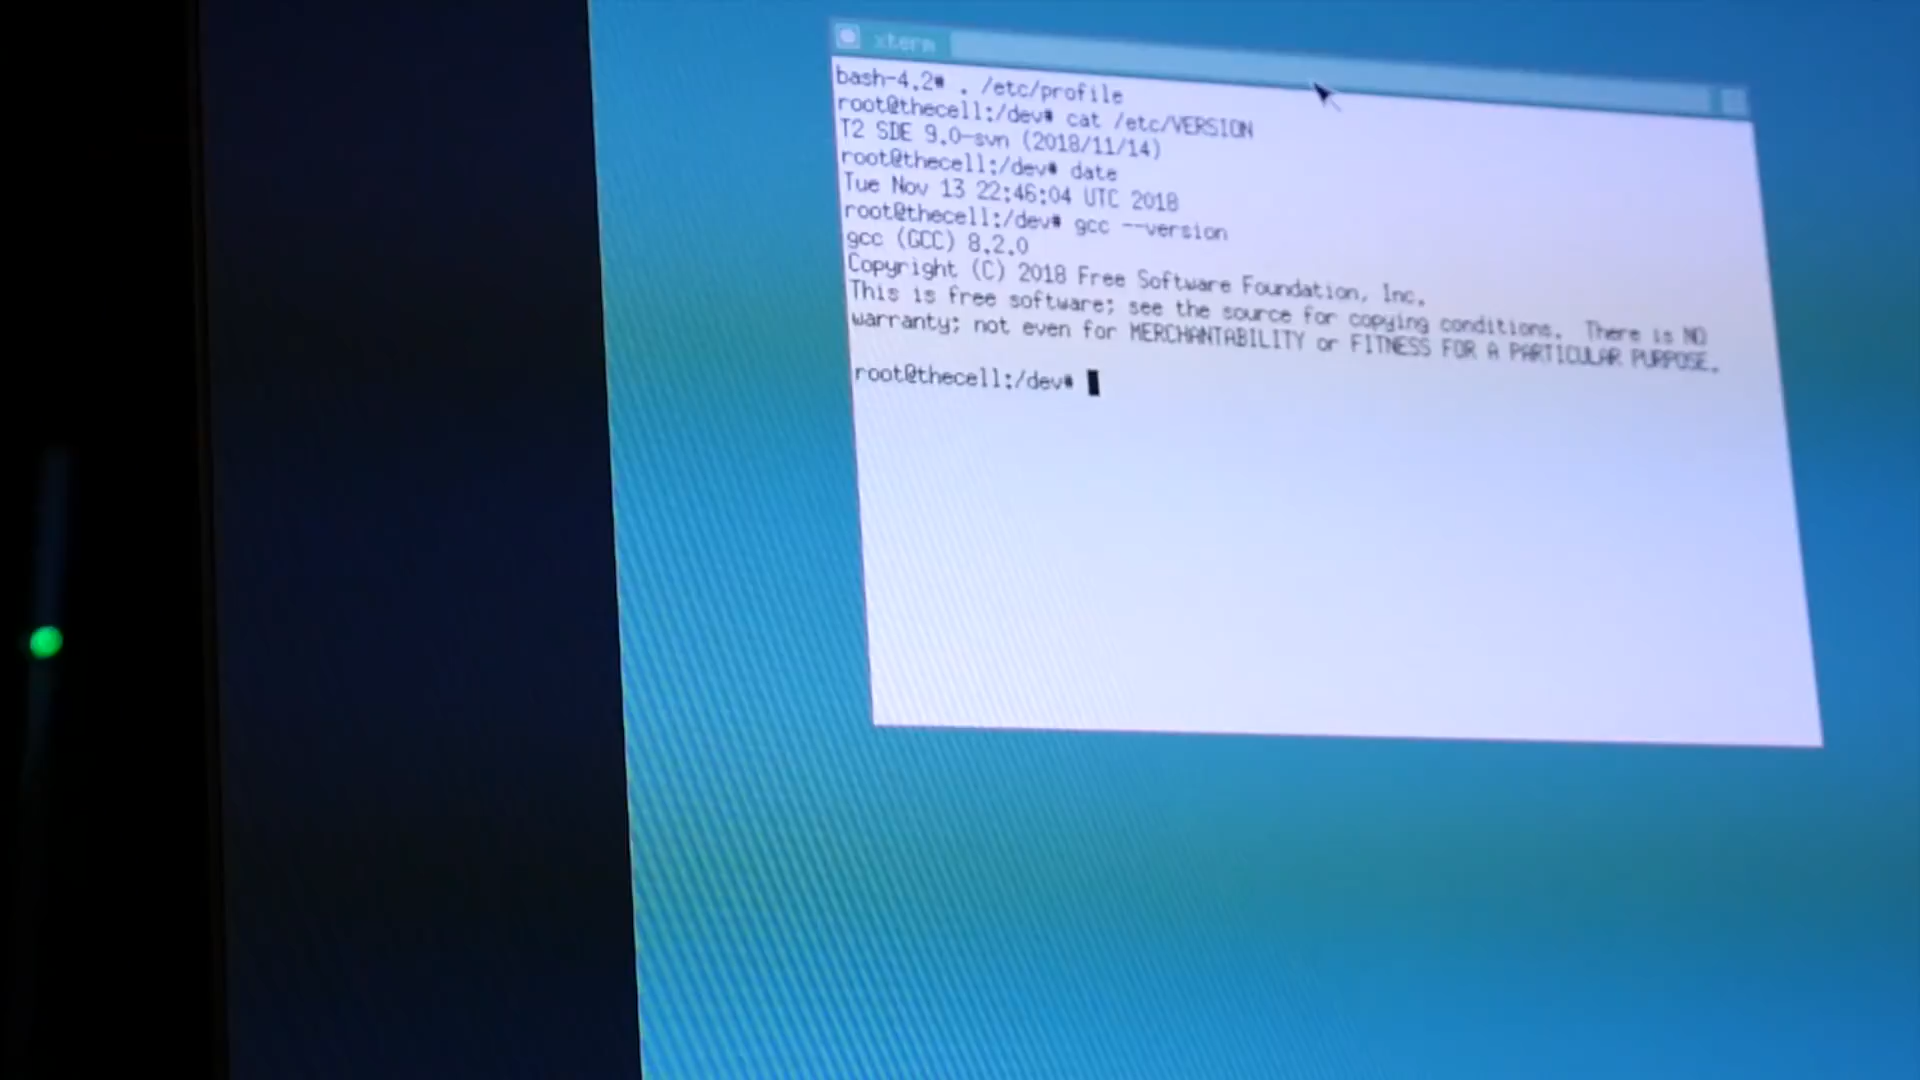 xterm
bash-4.2# . /etc/profile
root@thecell:/dev# cat /etc/VERSION
T2 SDE 9.0-svn (2018/11/14)
root@thecell:/dev# date
Tue Nov 13 22:46:04 UTC 2018
root@thecell:/dev# gcc --version
gcc (GCC) 8.2.0
Copyright (C) 2018 Free Software Foundation, Inc.
This is free software; see the source for copying conditions.  There is NO
warranty; not even for MERCHANTABILITY or FITNESS FOR A PARTICULAR PURPOSE.
root@thecell:/dev#